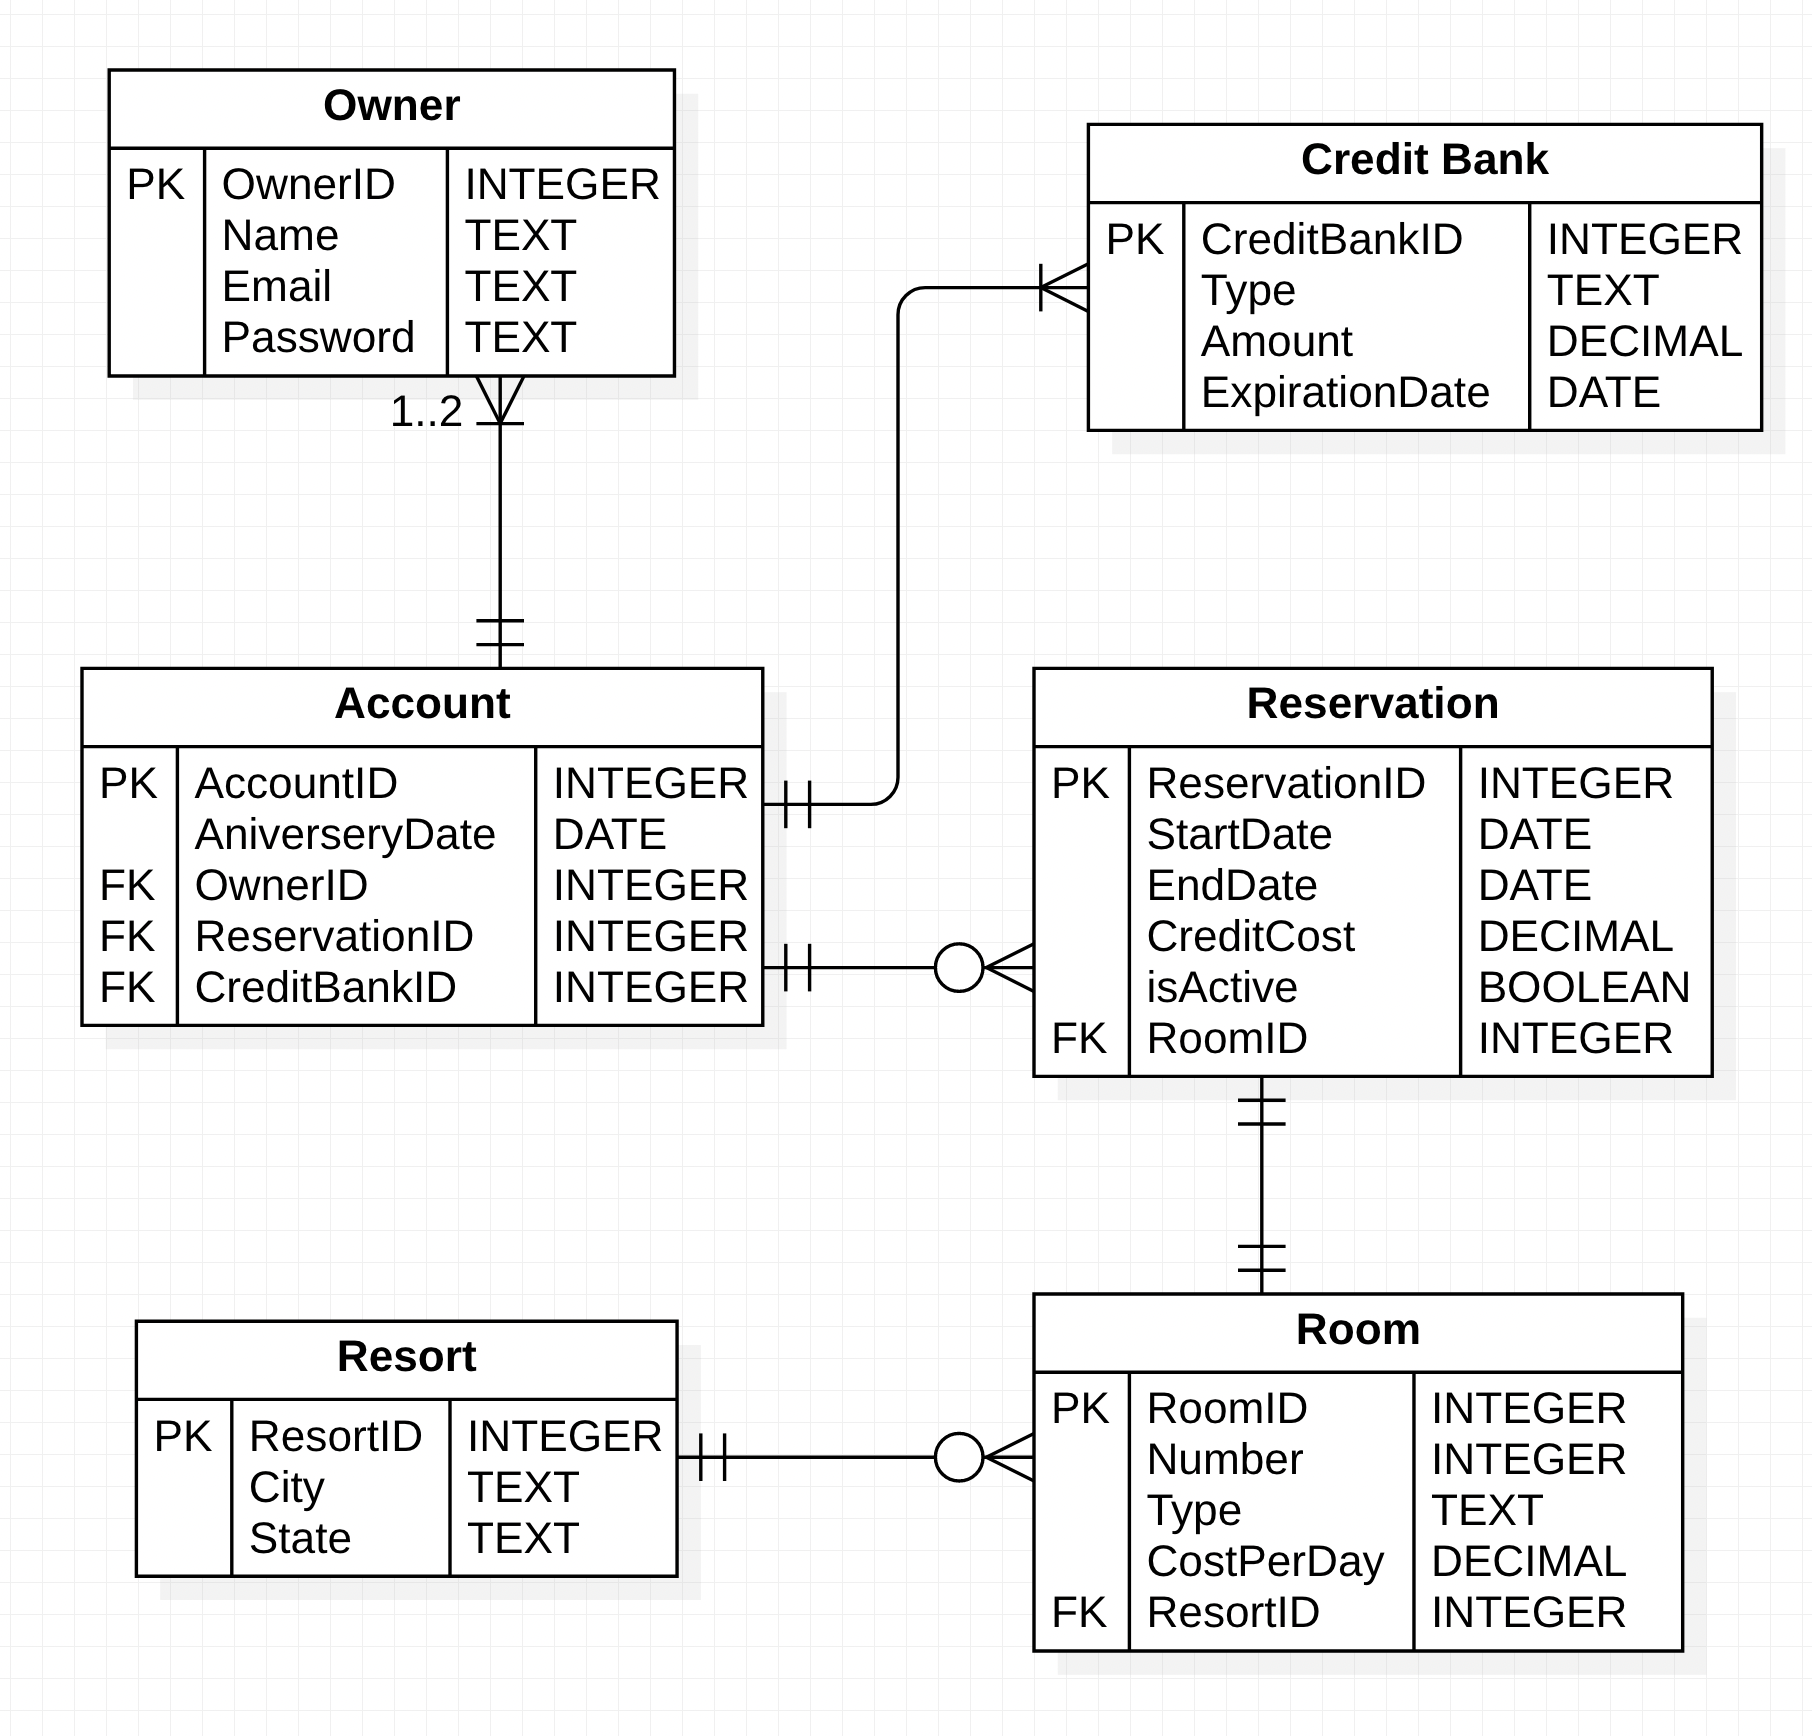 Owner
PK OwnerID INTEGER
Name TEXT
Email TEXT
Password TEXT
1..2
Credit Bank
PK CreditBankID INTEGER
Type TEXT
Amount DECIMAL
ExpirationDate DATE
Account
PK AccountID INTEGER
AniverseryDate DATE
FK OwnerID INTEGER
FK ReservationID INTEGER
FK CreditBankID INTEGER
Reservation
PK ReservationID INTEGER
StartDate DATE
EndDate DATE
CreditCost DECIMAL
isActive BOOLEAN
FK RoomID INTEGER
Resort
PK ResortID INTEGER
City TEXT
State TEXT
Room
PK RoomID INTEGER
Number INTEGER
Type TEXT
CostPerDay DECIMAL
FK ResortID INTEGER